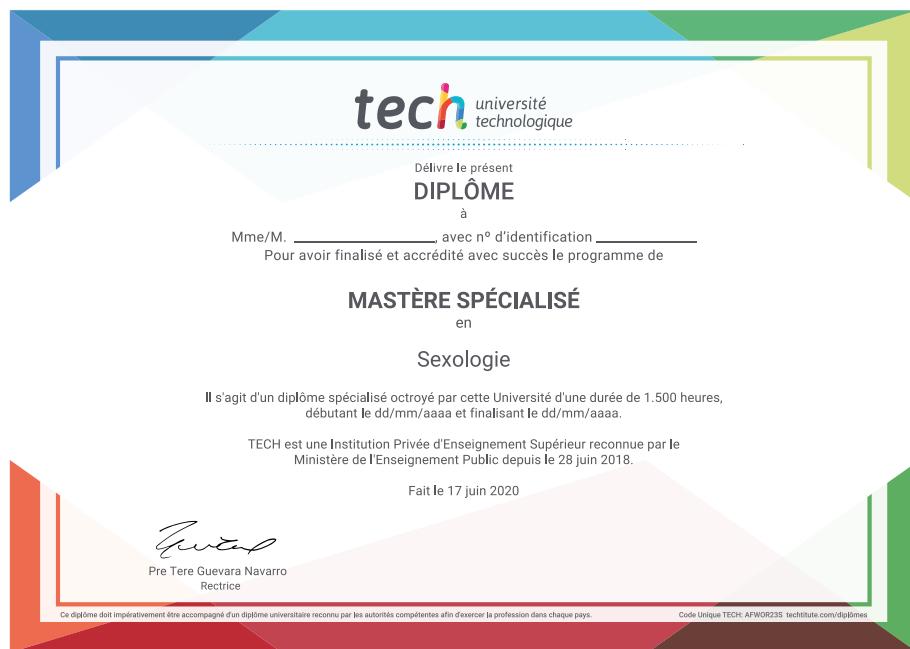 tech université
technologique
Délivre le présent
DIPLÔME
à
Mme/M. ____________, avec nº d'identification ____________
Pour avoir finalisé et accrédité avec succès le programme de
MASTÈRE SPÉCIALISÉ
en
Sexologie
Il s'agit d'un diplôme spécialisé octroyé par cette Université d'une durée de 1.500 heures,
débutant le dd/mm/aaaa et finalisant le dd/mm/aaaa.
TECH est une Institution Privée d'Enseignement Supérieur reconnue par le
Ministère de l'Enseignement Public depuis le 28 juin 2018.
Fait le 17 juin 2020
Pre Tere Guevara Navarro
Rectrice
Ce diplôme doit impérativement être accompagné d'un diplôme universitaire reconnu par les autorités compétentes afin d'exercer la profession dans chaque pays.
Code Unique TECH: AFWOR23S techtitute.com/diplômes